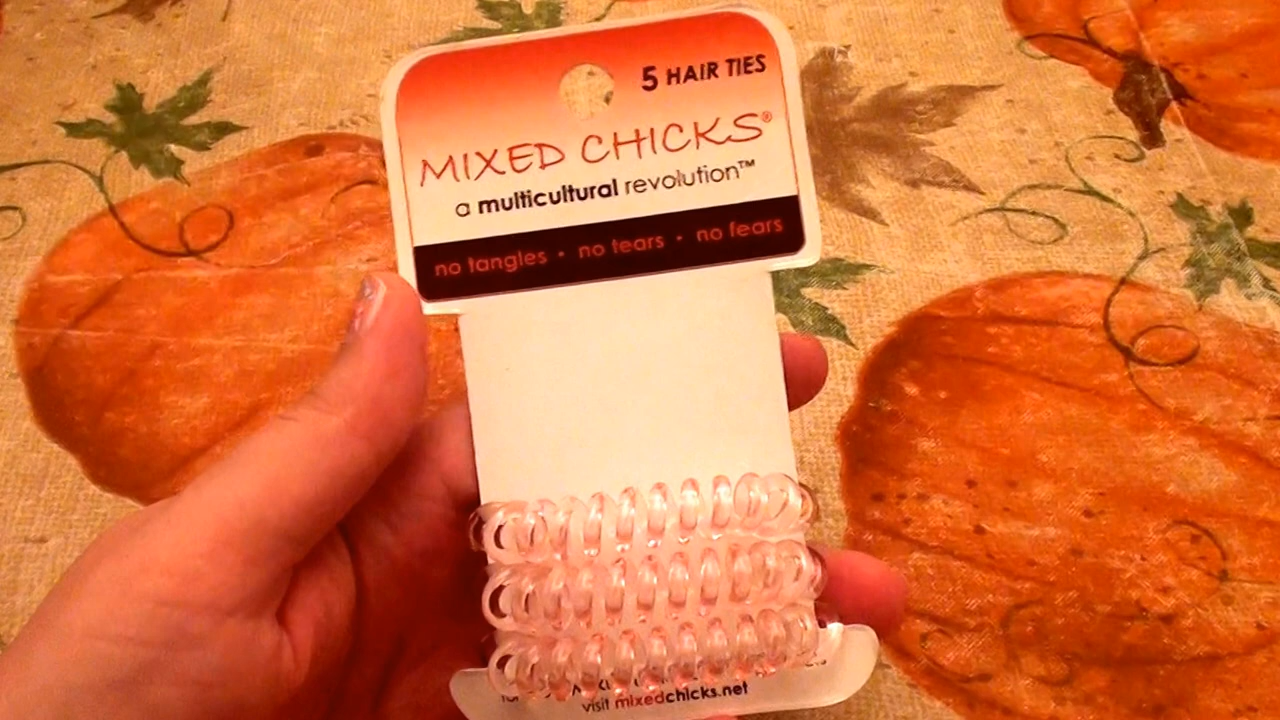 5 HAIR TIES
MIXED CHICKS®
a multicultural revolution™
no tangles • no tears • no fears
visit mixedchicks.net